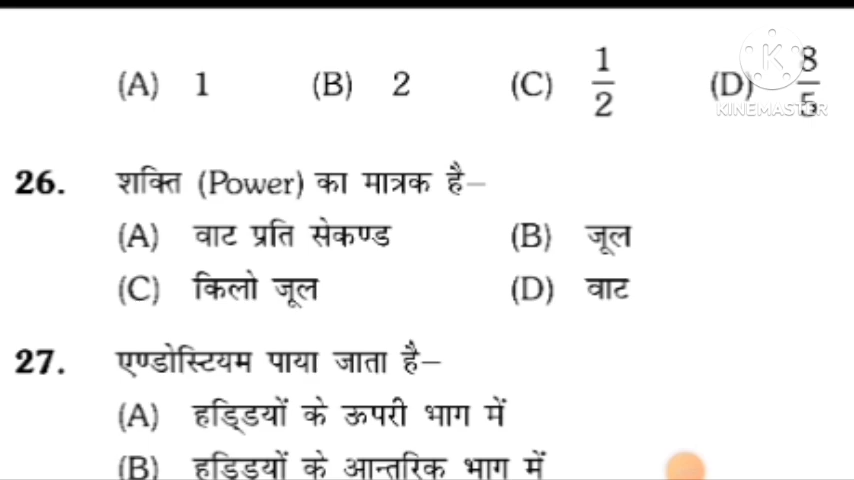 (A) 1 (B) 2 (C) 1/2 (D) 8/5
KINEMASTER
26. शक्ति (Power) का मात्रक है–
(A) वाट प्रति सेकण्ड (B) जूल
(C) किलो जूल (D) वाट
27. एण्डोस्टियम पाया जाता है–
(A) हड्डियों के ऊपरी भाग में
(B) हड्डियों के आन्तरिक भाग में